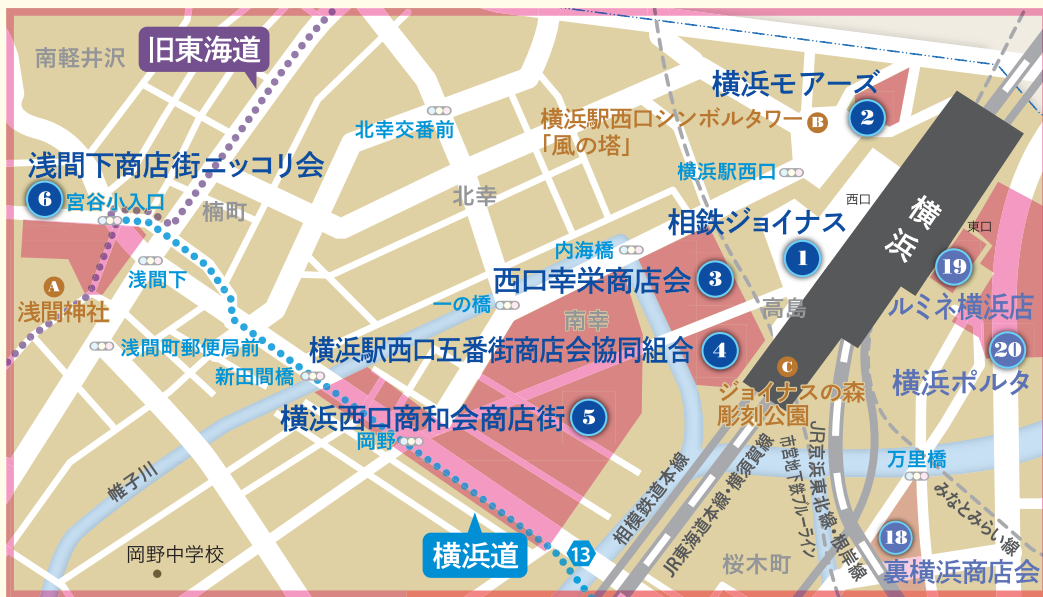 南軽井沢
旧東海道
横浜モアーズ
2
北幸交番前
横浜駅西口シンボルタワー B
「風の塔」
浅間下商店街ニッコリ会
横浜駅西口
6
宮谷小入口
楠町
北幸
西口
横浜
東口
相鉄ジョイナス
1
内海橋
浅間下
西口幸栄商店会
3
19
A
浅間神社
一の橋
南幸
高島
ルミネ横浜店
浅間町郵便局前
横浜駅西口五番街商店会協同組合
4
20
新田間橋
C
ジョイナスの森
彫刻公園
横浜ポルタ
横浜西口商和会商店街
5
岡野
万里橋
帷子川
相模鉄道本線
JR東海道本線・横須賀線
市営地下鉄ブルーライン
JR京浜東北線・根岸線
みなとみらい線
横浜道
13
18
岡野中学校
桜木町
裏横浜商店会